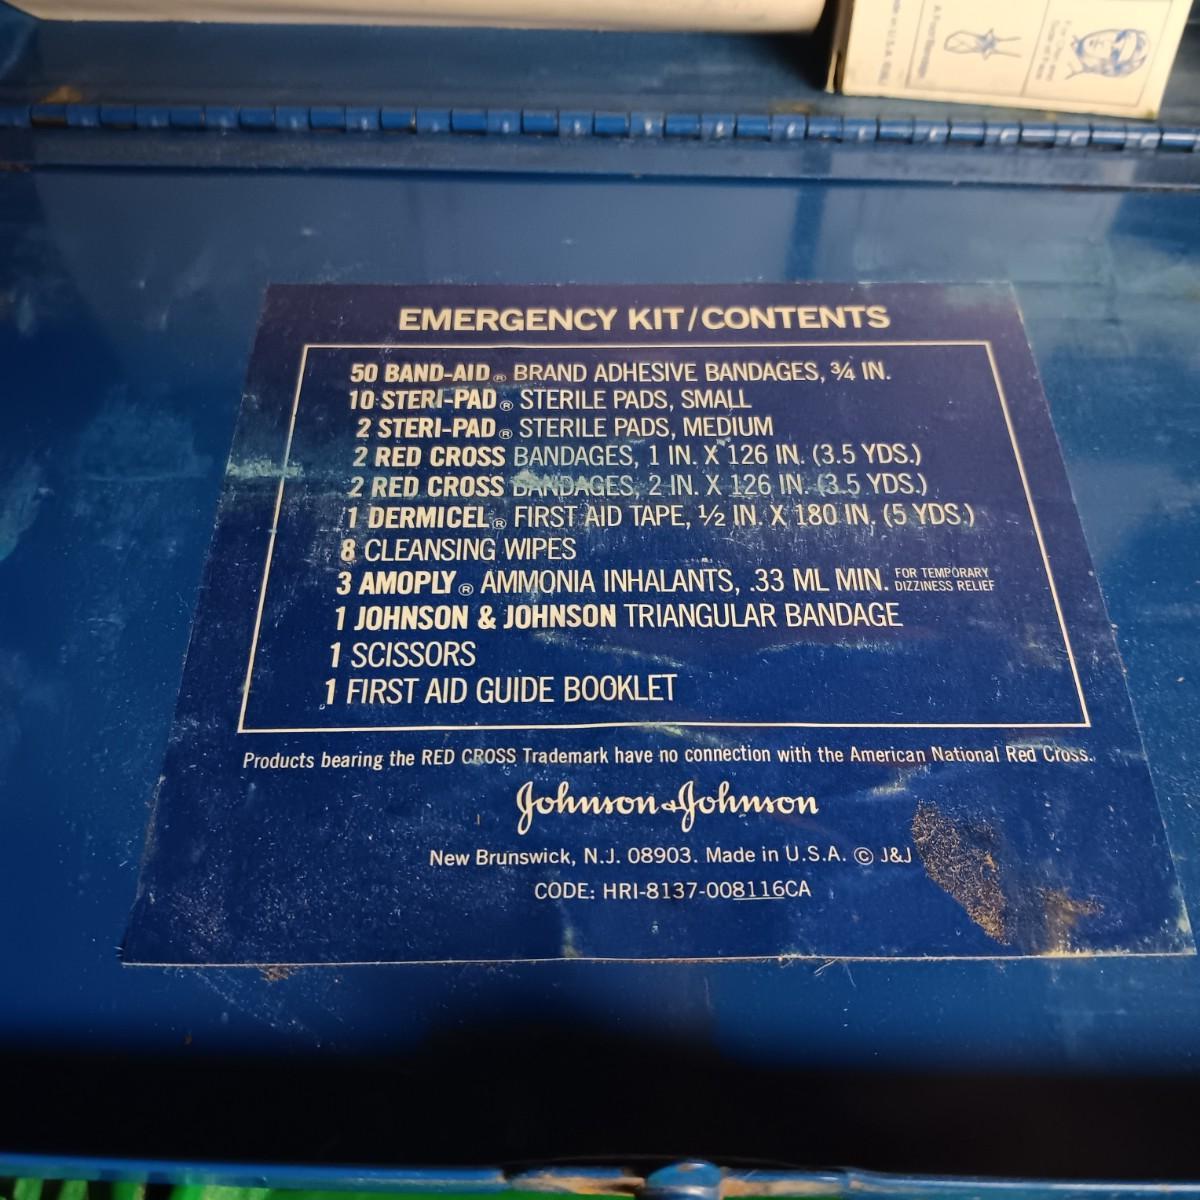 EMERGENCY KIT/CONTENTS
50 BAND-AID® BRAND ADHESIVE BANDAGES, ¾ IN.
10 STERI-PAD® STERILE PADS, SMALL
2 STERI-PAD® STERILE PADS, MEDIUM
2 RED CROSS BANDAGES, 1 IN. X 126 IN. (3.5 YDS.)
2 RED CROSS BANDAGES, 2 IN. X 126 IN. (3.5 YDS.)
1 DERMICEL® FIRST AID TAPE, ½ IN. X 180 IN. (5 YDS.)
8 CLEANSING WIPES
3 AMOPLY® AMMONIA INHALANTS, .33 ML MIN. FOR TEMPORARY
DIZZINESS RELIEF
1 JOHNSON & JOHNSON TRIANGULAR BANDAGE
1 SCISSORS
1 FIRST AID GUIDE BOOKLET
Products bearing the RED CROSS Trademark have no connection with the American National Red Cross.
Johnson & Johnson
New Brunswick, N.J. 08903. Made in U.S.A. © J&J
CODE: HRI-8137-008116CA